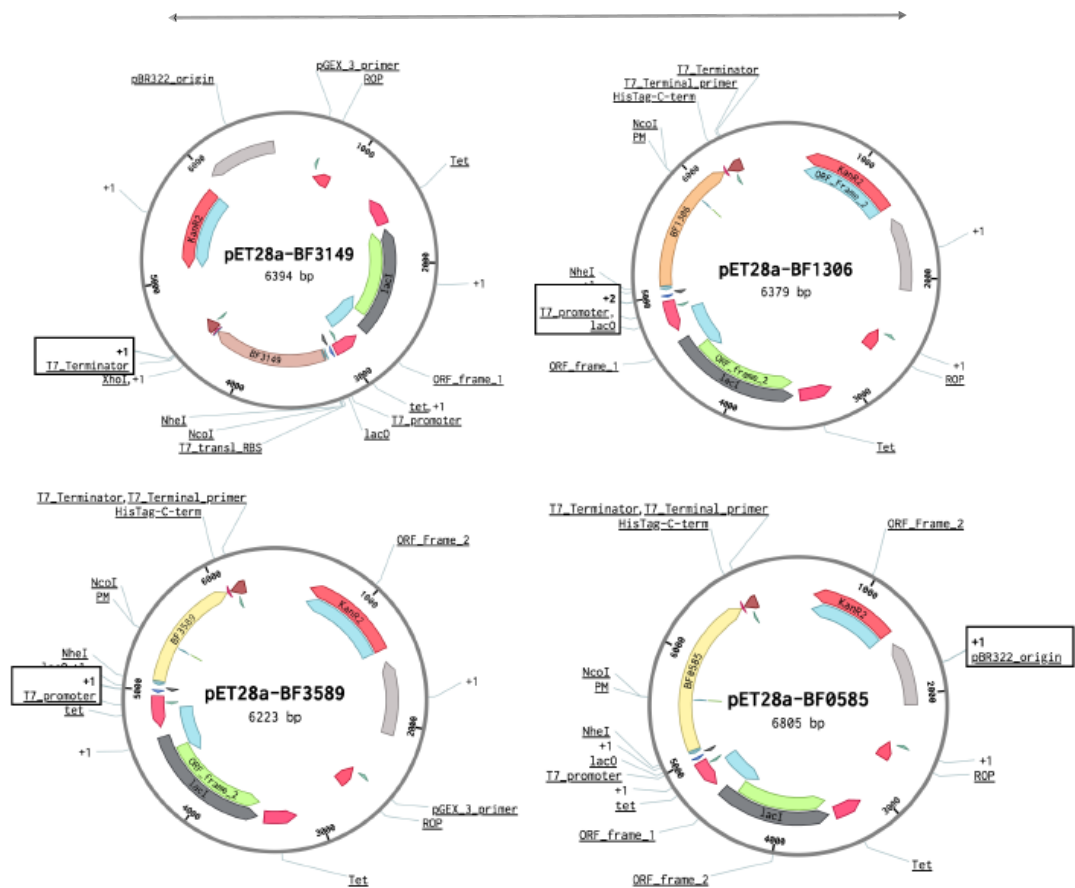 pGEX_3_primer
ROP
pBR322_origin
1000
6000
Tet
+1
KanR2
pET28a-BF3149
6394 bp
lacI
2000
+1
5000
+1
T7_Terminator
XhoI,+1
BF3149
4000
3000
ORF_frame_1
tet,+1
T7_promoter
lacO
NheI
NcoI
T7_transl_RBS
T7_Terminator
T7_Terminal_primer
HisTag-C-term
NcoI
PM
6000
1000
KanR2
ORF_frame_2
BF1306
+1
pET28a-BF1306
6379 bp
2000
NheI
5000
+2
T7_promoter,
lacO
ORF_frame_1
ORF_frame_2
lacI
4000
3000
+1
ROP
Tet
T7_Terminator,T7_Terminal_primer
HisTag-C-term
ORF_Frame_2
6000
1000
NcoI
PM
KanR2
BF3589
NheI
+1
T7_promoter
tet
5000
pET28a-BF3589
6223 bp
+1
2000
+1
ORF_frame_2
lacI
4000
3000
pGEX_3_primer
ROP
Tet
T7_Terminator,T7_Terminal_primer
HisTag-C-term
ORF_Frame_2
1000
KanR2
6000
+1
pBR322_origin
NcoI
PM
BF0585
pET28a-BF0585
6805 bp
2000
NheI
+1
lacO
T7_promoter
5000
+1
tet
+1
ROP
lacI
3000
ORF_frame_1
4000
Tet
ORF_frame_2